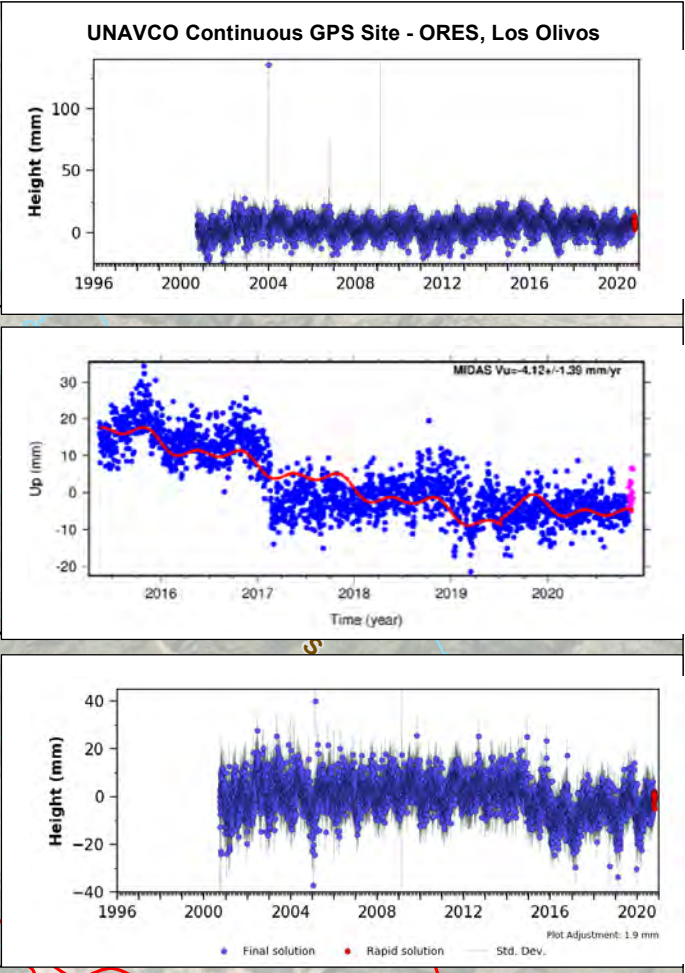 UNAVCO Continuous GPS Site - ORES, Los Olivos
Height (mm)
100
50
0
1996 2000 2004 2008 2012 2016 2020
MIDAS Vu=-4.12+/-1.39 mm/yr
Up (mm)
30
20
10
0
-10
-20
2016 2017 2018 2019 2020
Time (year)
S
Height (mm)
40
20
0
−20
−40
1996 2000 2004 2008 2012 2016 2020
Plot Adjustment: 1.9 mm
Final solution Rapid solution Std. Dev.